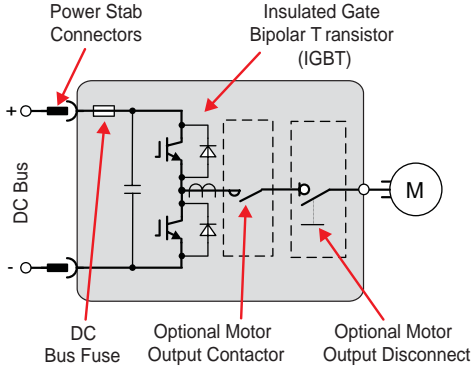 Power Stab
Connectors
Insulated Gate
Bipolar T ransistor
(IGBT)
+
DC Bus
M
-
DC
Bus Fuse
Optional Motor
Output Contactor
Optional Motor
Output Disconnect